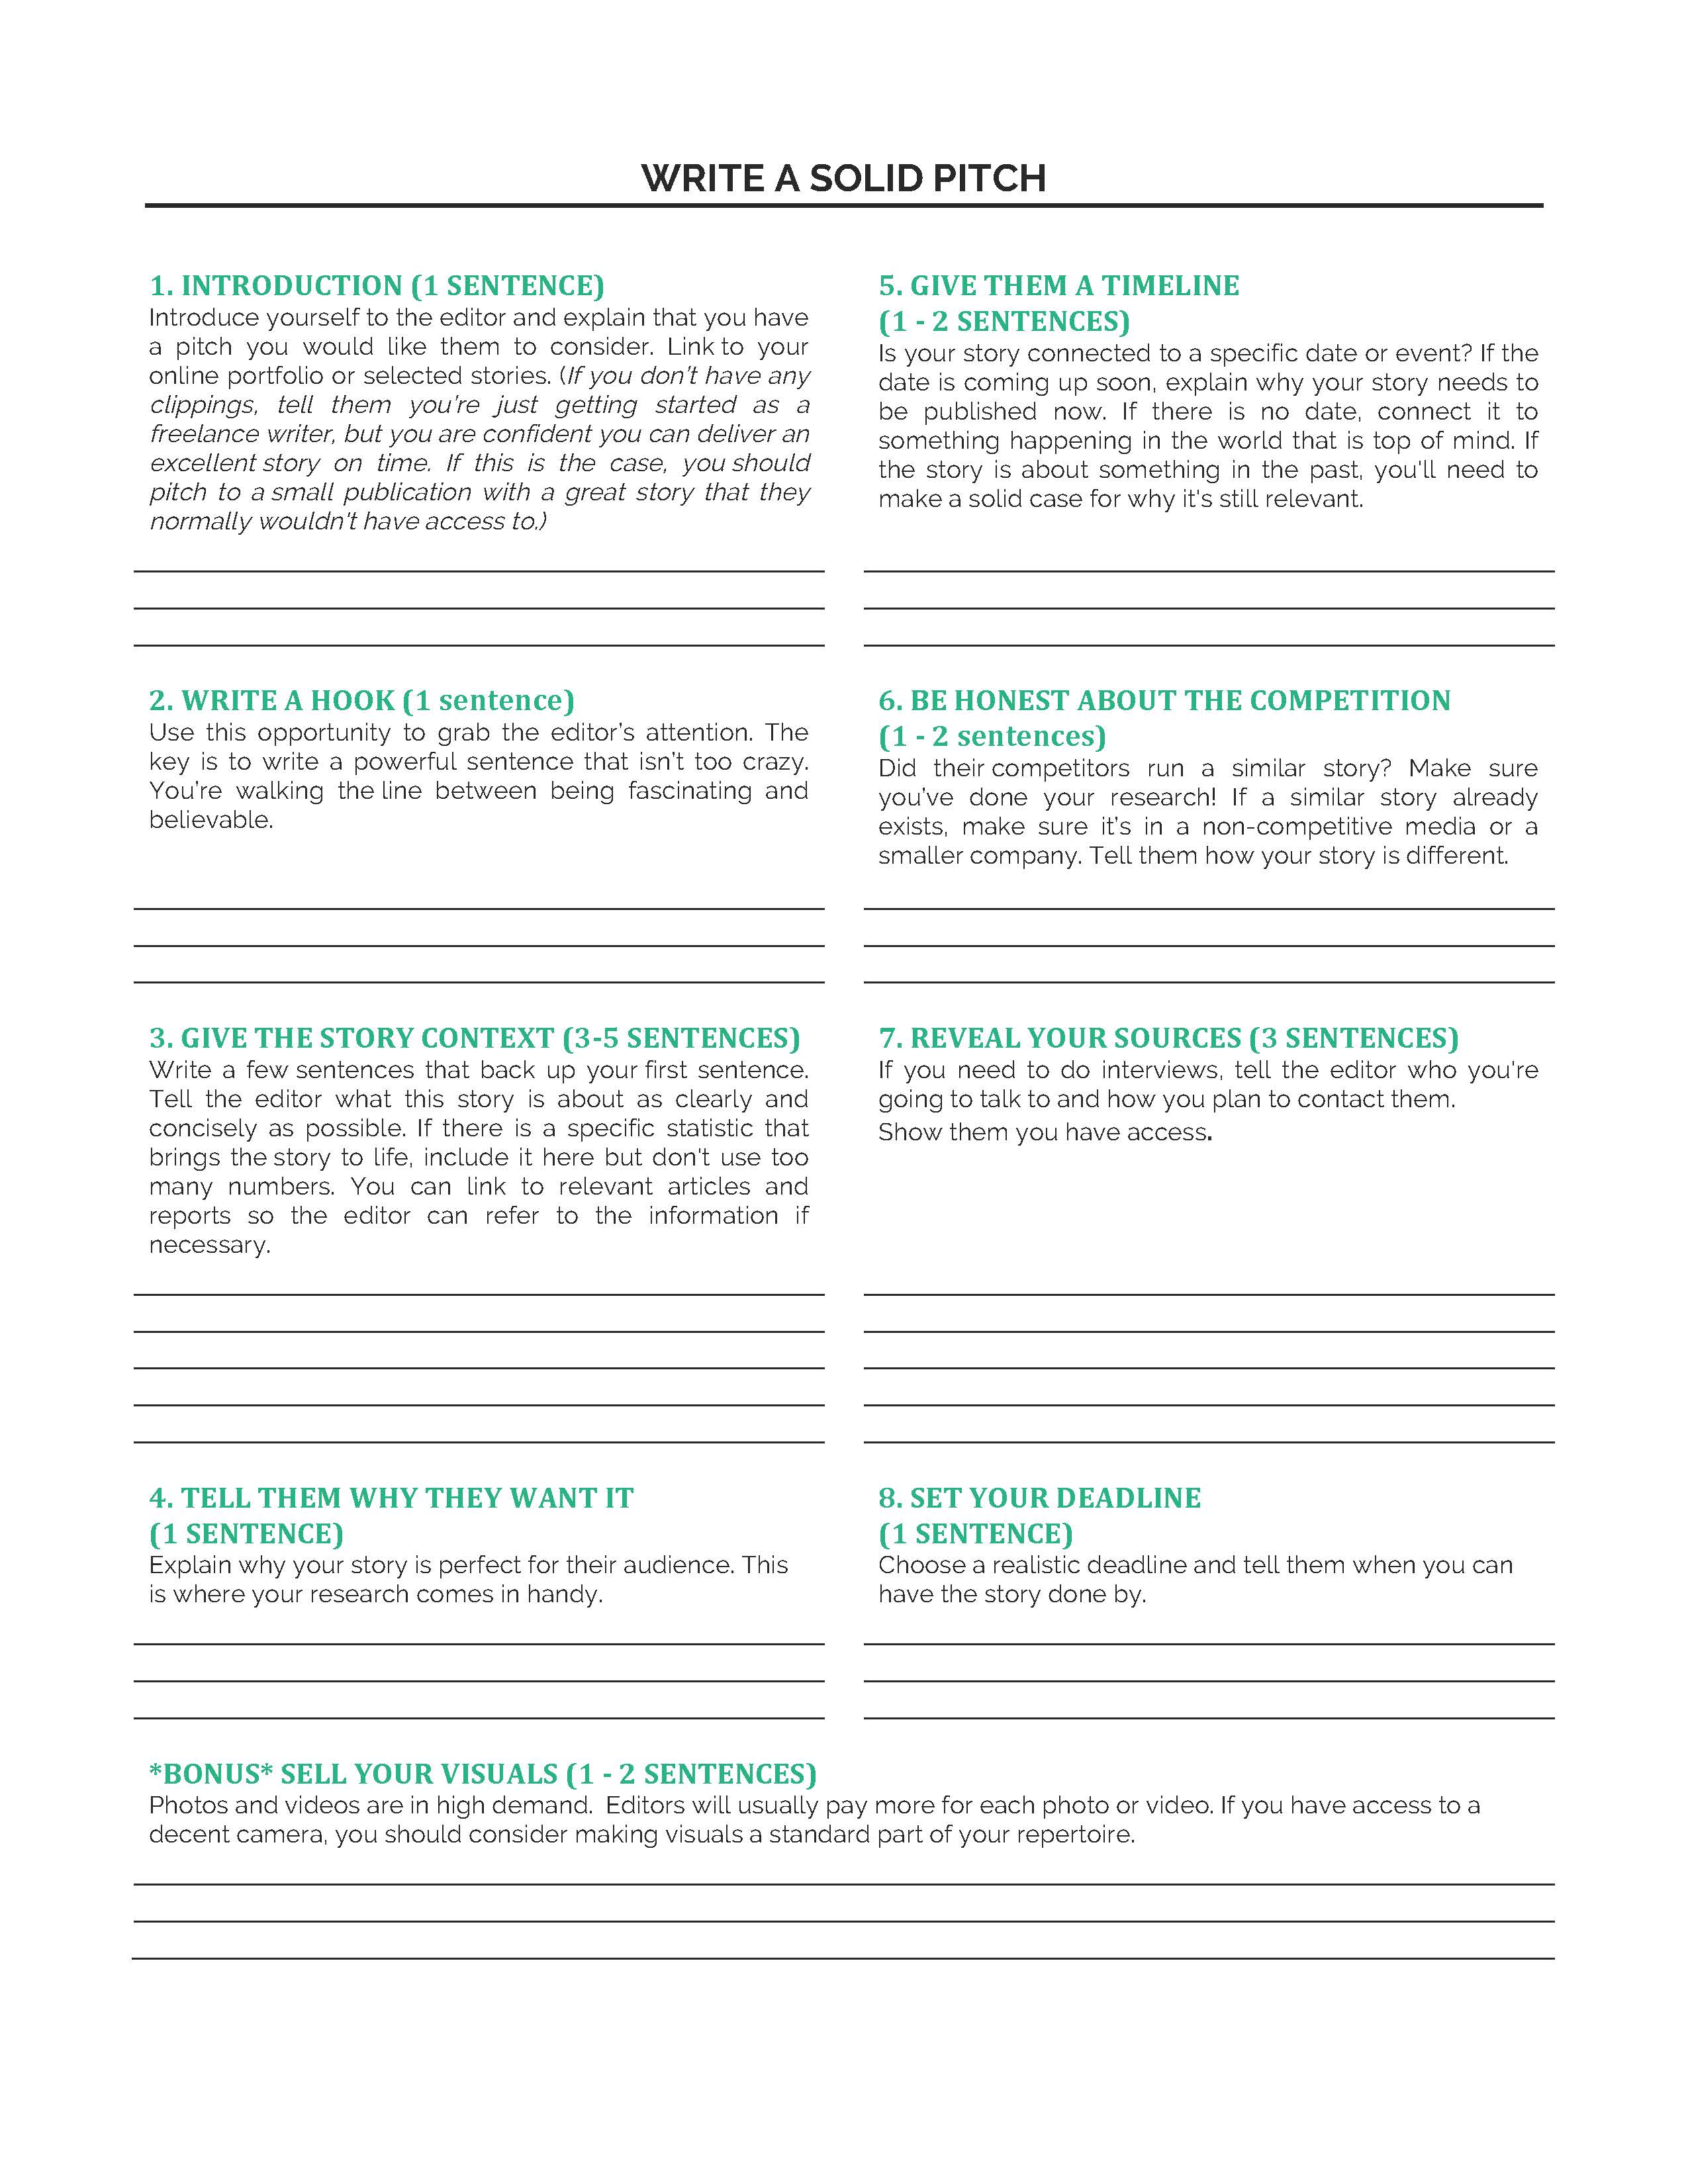 WRITE A SOLID PITCH
1. INTRODUCTION (1 SENTENCE)
Introduce yourself to the editor and explain that you have
a pitch you would like them to consider. Link to your
online portfolio or selected stories. (If you don't have any
clippings, tell them you're just getting started as a
freelance writer, but you are confident you can deliver an
excellent story on time. If this is the case, you should
pitch to a small publication with a great story that they
normally wouldn't have access to.)
2. WRITE A HOOK (1 sentence)
Use this opportunity to grab the editor's attention. The
key is to write a powerful sentence that isn't too crazy.
You're walking the line between being fascinating and
believable.
3. GIVE THE STORY CONTEXT (3-5 SENTENCES)
Write a few sentences that back up your first sentence.
Tell the editor what this story is about as clearly and
concisely as possible. If there is a specific statistic that
brings the story to life, include it here but don't use too
many numbers. You can link to relevant articles and
reports so the editor can refer to the information if
necessary.
4. TELL THEM WHY THEY WANT IT
(1 SENTENCE)
Explain why your story is perfect for their audience. This
is where your research comes in handy.
5. GIVE THEM A TIMELINE
(1 - 2 SENTENCES)
Is your story connected to a specific date or event? If the
date is coming up soon, explain why your story needs to
be published now. If there is no date, connect it to
something happening in the world that is top of mind. If
the story is about something in the past, you'll need to
make a solid case for why it's still relevant.
6. BE HONEST ABOUT THE COMPETITION
(1 - 2 sentences)
Did their competitors run a similar story? Make sure
you've done your research! If a similar story already
exists, make sure it's in a non-competitive media or a
smaller company. Tell them how your story is different.
7. REVEAL YOUR SOURCES (3 SENTENCES)
If you need to do interviews, tell the editor who you're
going to talk to and how you plan to contact them.
Show them you have access.
8. SET YOUR DEADLINE
(1 SENTENCE)
Choose a realistic deadline and tell them when you can
have the story done by.
*BONUS* SELL YOUR VISUALS (1 - 2 SENTENCES)
Photos and videos are in high demand.  Editors will usually pay more for each photo or video. If you have access to a
decent camera, you should consider making visuals a standard part of your repertoire.